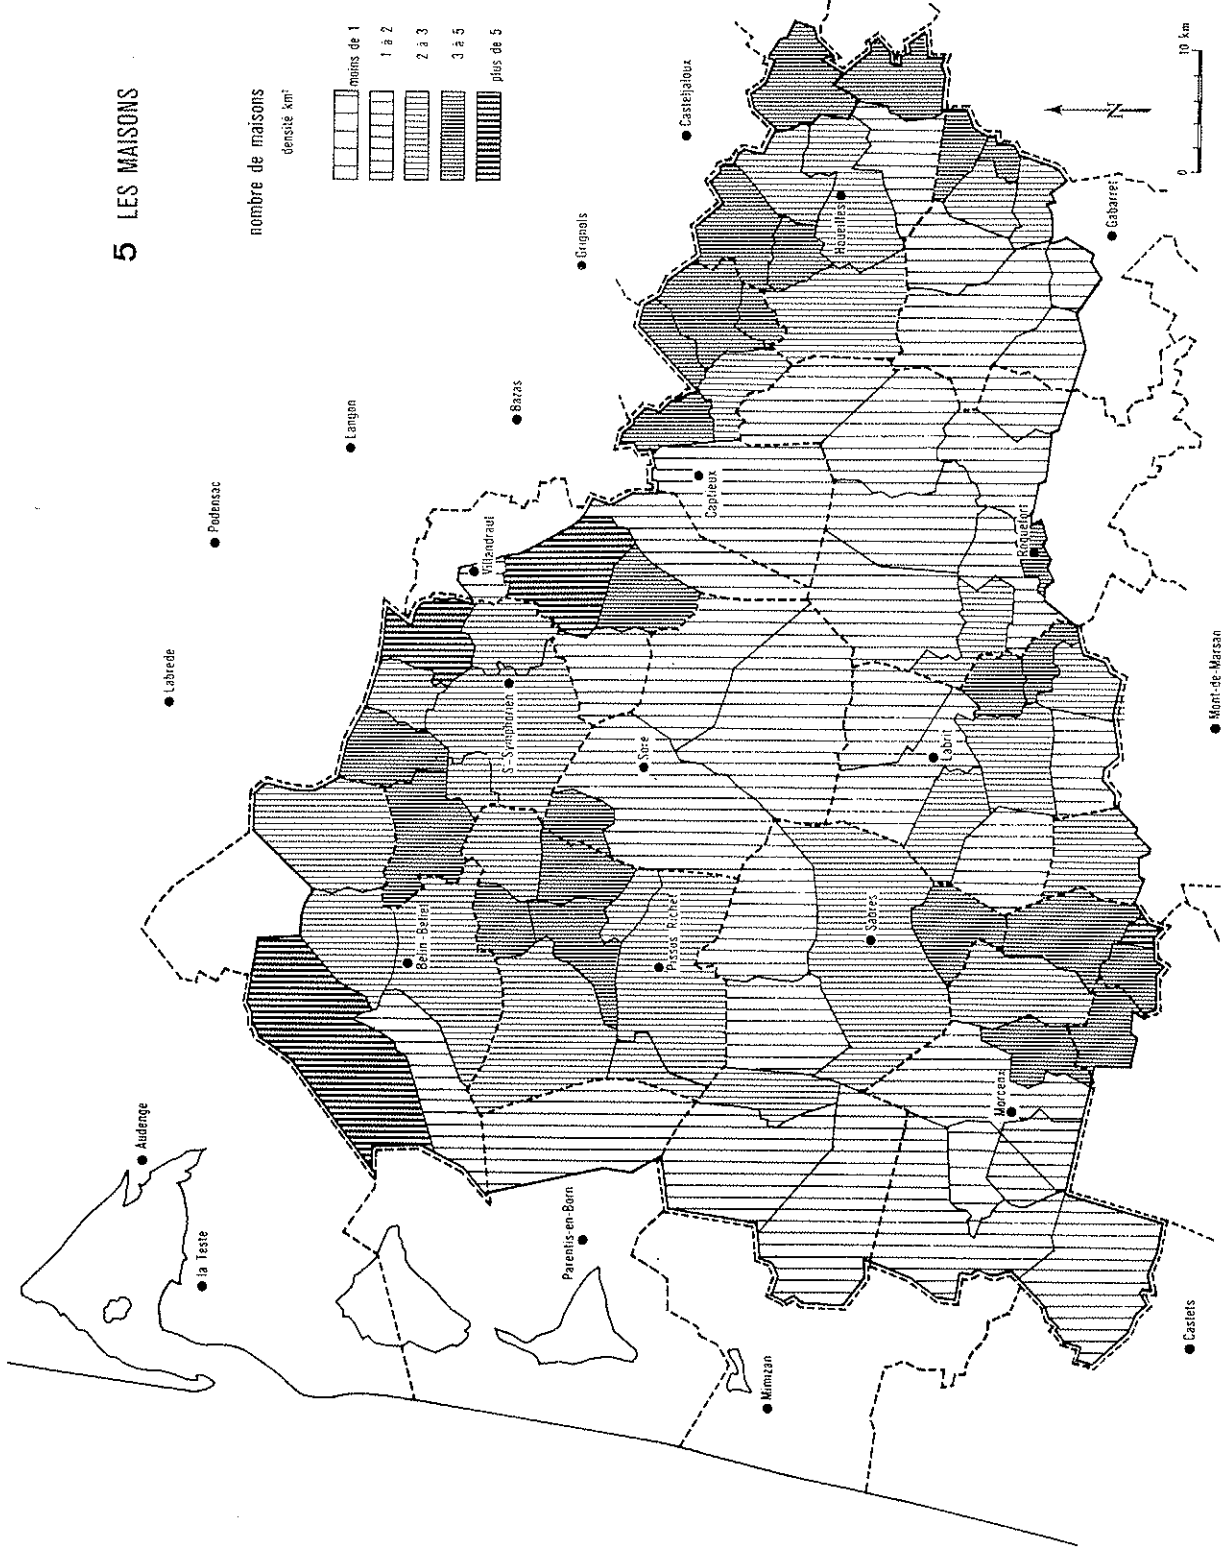 5 LES MAISONS
nombre de maisons
densité km²
moins de 1
1 à 2
2 à 3
3 à 5
plus de 5
Podensac
Labrede
Langon
Audenge
la Teste
Bazas
Grignols
Casteljaloux
Villandraut
S-Symphorien
Belin-Beliet
Parentis-en-Born
Captieux
Sore
Pissos Richet
Houeilles
Mimizan
Sabres
Labrit
Roquefort
Morcenx
Gabarret
N
0 10 km
Castets
Mont-de-Marsan